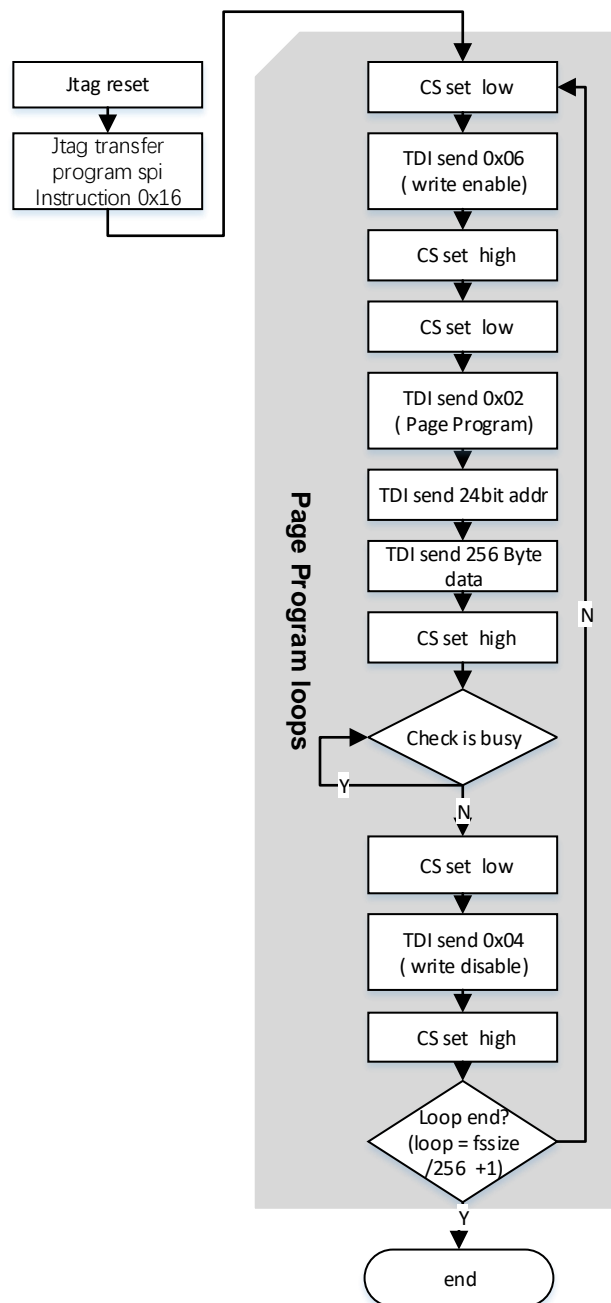 Jtag reset
Jtag transfer
program spi
Instruction 0x16
CS set low
TDI send 0x06
( write enable)
CS set high
CS set low
TDI send 0x02
( Page Program)
TDI send 24bit addr
TDI send 256 Byte
data
CS set high
Page Program loops
Check is busy
Y
N
CS set low
TDI send 0x04
( write disable)
CS set high
Loop end?
(loop = fssize
/256 +1)
N
Y
end